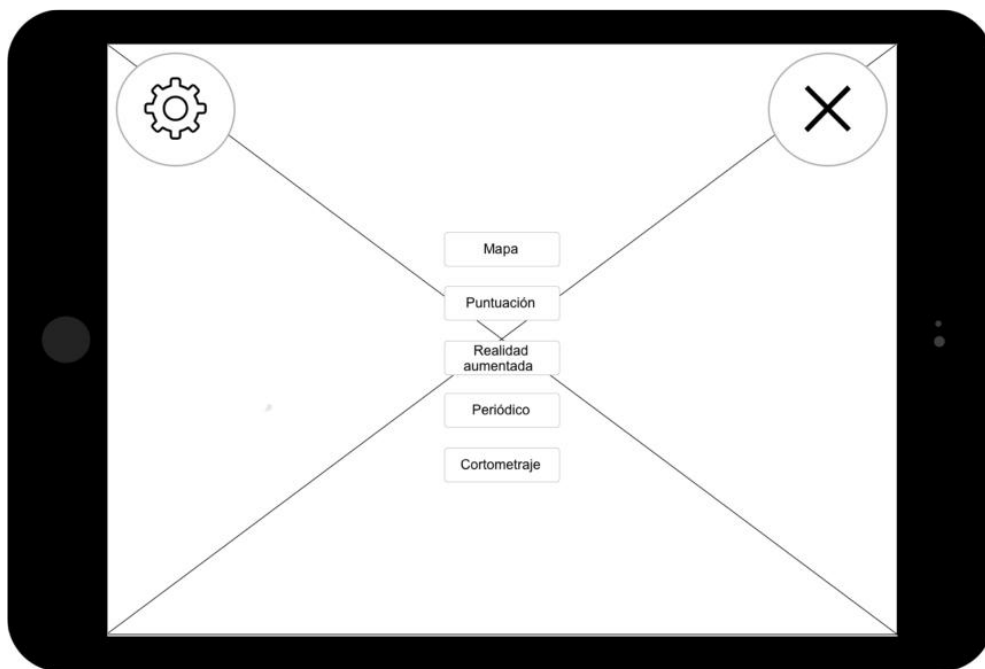 Mapa
Puntuación
Realidad
aumentada
Periódico
Cortometraje